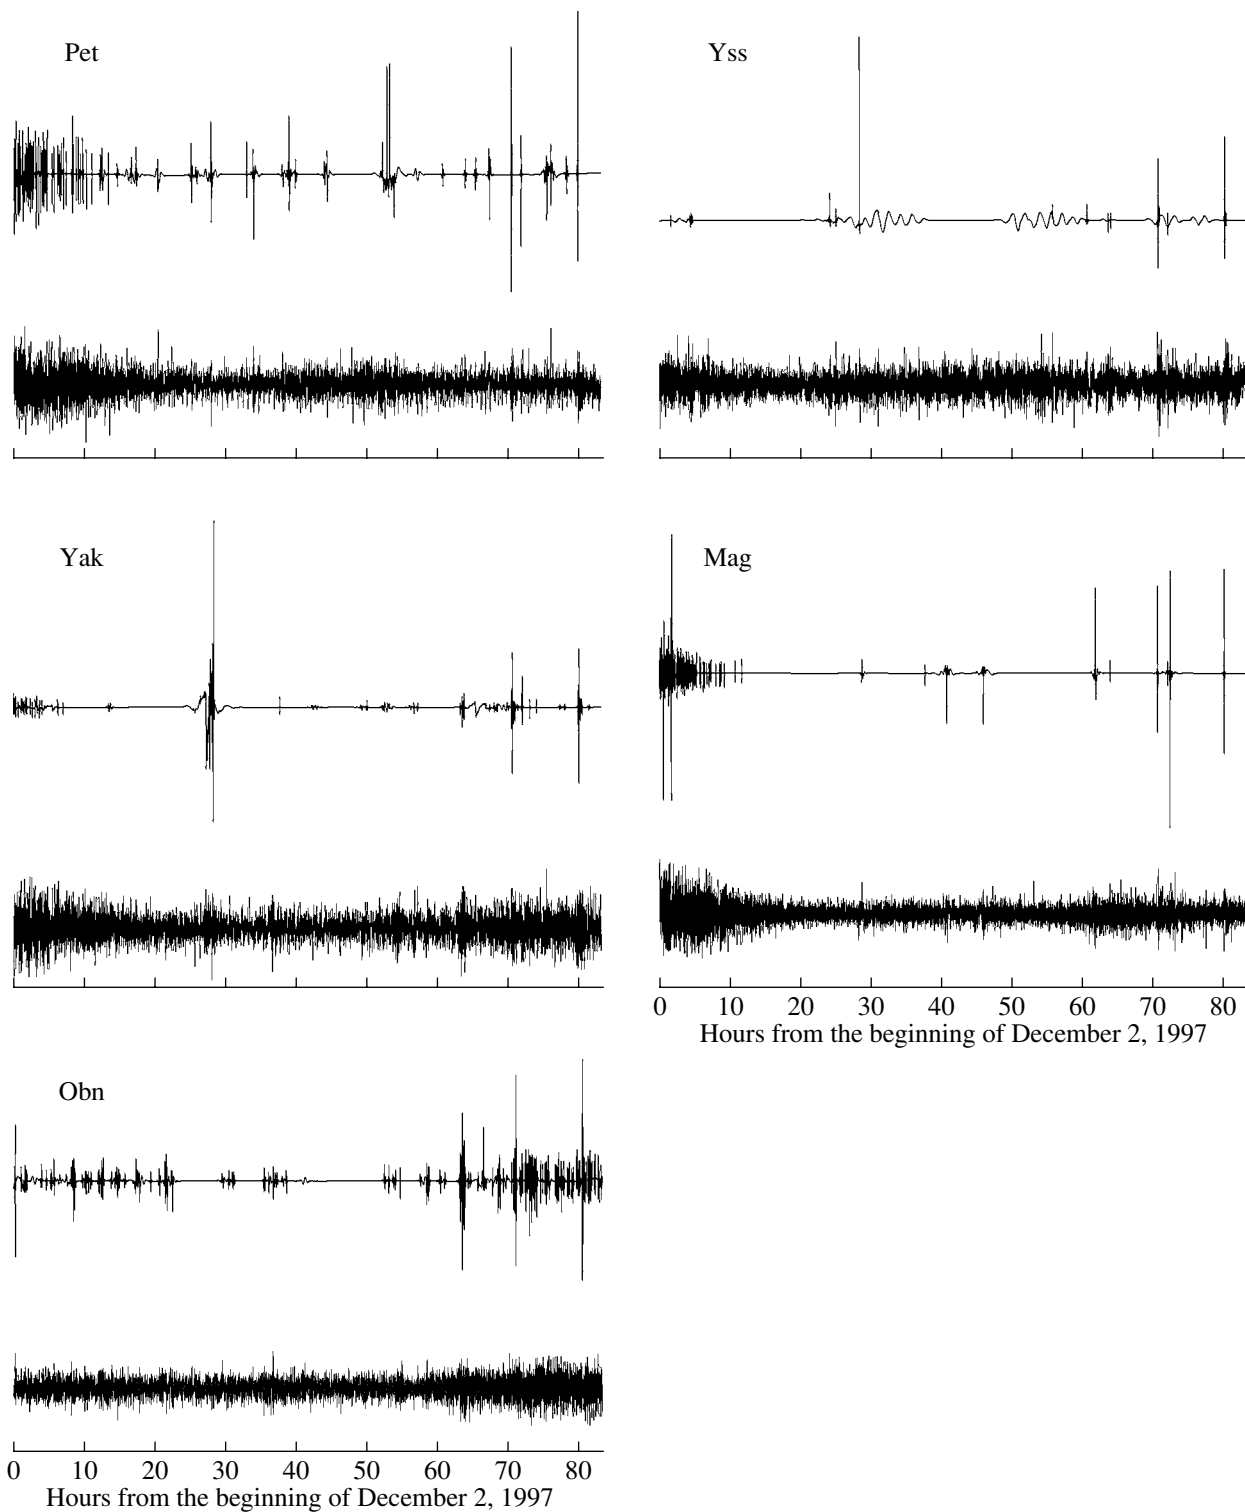 Pet
Yss
Yak
Mag
0 10 20 30 40 50 60 70 80
Hours from the beginning of December 2, 1997
Obn
0 10 20 30 40 50 60 70 80
Hours from the beginning of December 2, 1997